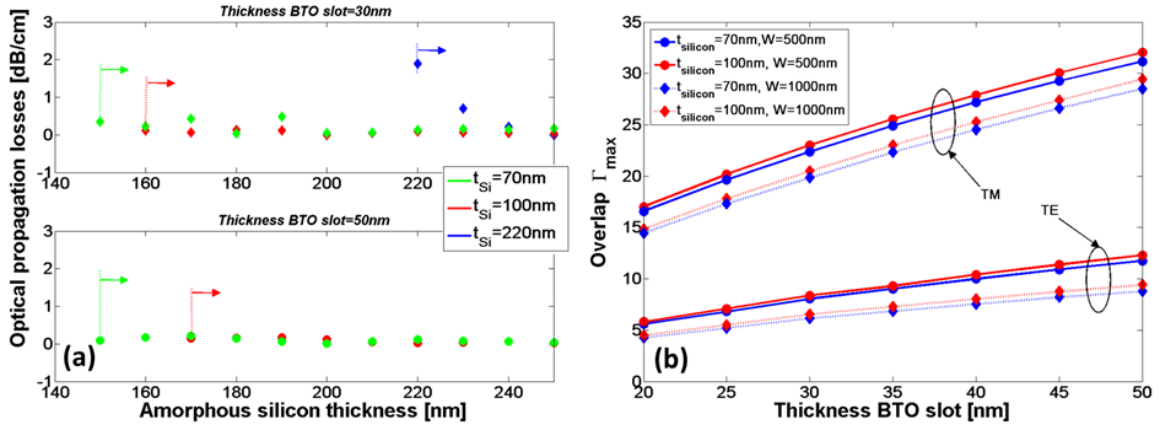 Thickness BTO slot=30nm
Optical propagation losses [dB/cm]
3
2
1
0
-1
140 160 180 200 220 240
t_Si=70nm
t_Si=100nm
t_Si=220nm
Thickness BTO slot=50nm
3
2
1
0
-1
(a)
140 160 180 200 220 240
Amorphous silicon thickness [nm]
Overlap Γ_max
35
30
25
20
15
10
5
0
t_silicon=70nm,W=500nm
t_silicon=100nm, W=500nm
t_silicon=70nm, W=1000nm
t_silicon=100nm, W=1000nm
TM
TE
(b)
20 25 30 35 40 45 50
Thickness BTO slot [nm]